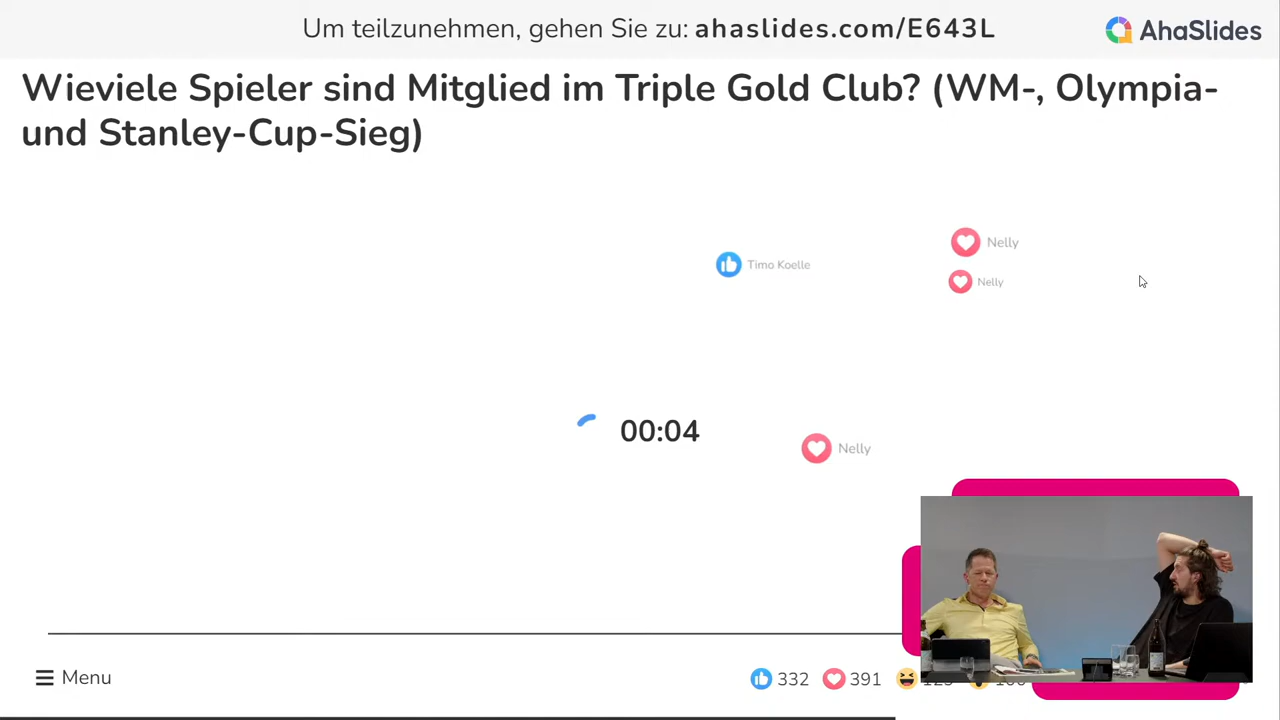 Um teilzunehmen, gehen Sie zu: ahaslides.com/E643L
AhaSlides
Wieviele Spieler sind Mitglied im Triple Gold Club? (WM-, Olympia-
und Stanley-Cup-Sieg)
Nelly
Timo Koelle
Nelly
00:04
Nelly
Menu
332
391